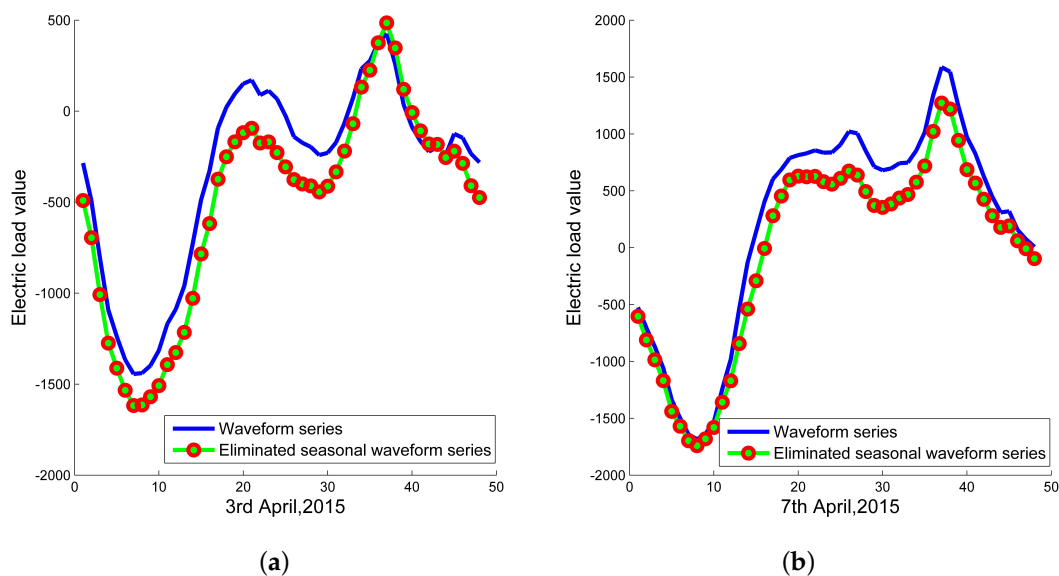 500
0
-500
-1000
-1500
-2000
Electric load value
0 10 20 30 40 50
3rd April,2015
Waveform series
Eliminated seasonal waveform series
(a)
2000
1500
1000
500
0
-500
-1000
-1500
-2000
Electric load value
0 10 20 30 40 50
7th April,2015
Waveform series
Eliminated seasonal waveform series
(b)